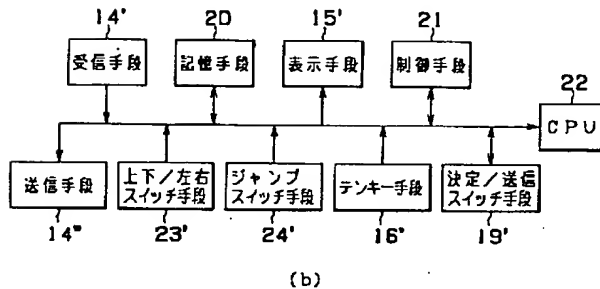 14' 20 15' 21
受信手段 記憶手段 表示手段 制御手段
22
CPU
送信手段 上下/左右スイッチ手段 ジャンプスイッチ手段 テンキー手段 決定/送信スイッチ手段
14" 23' 24' 16' 19'
(b)